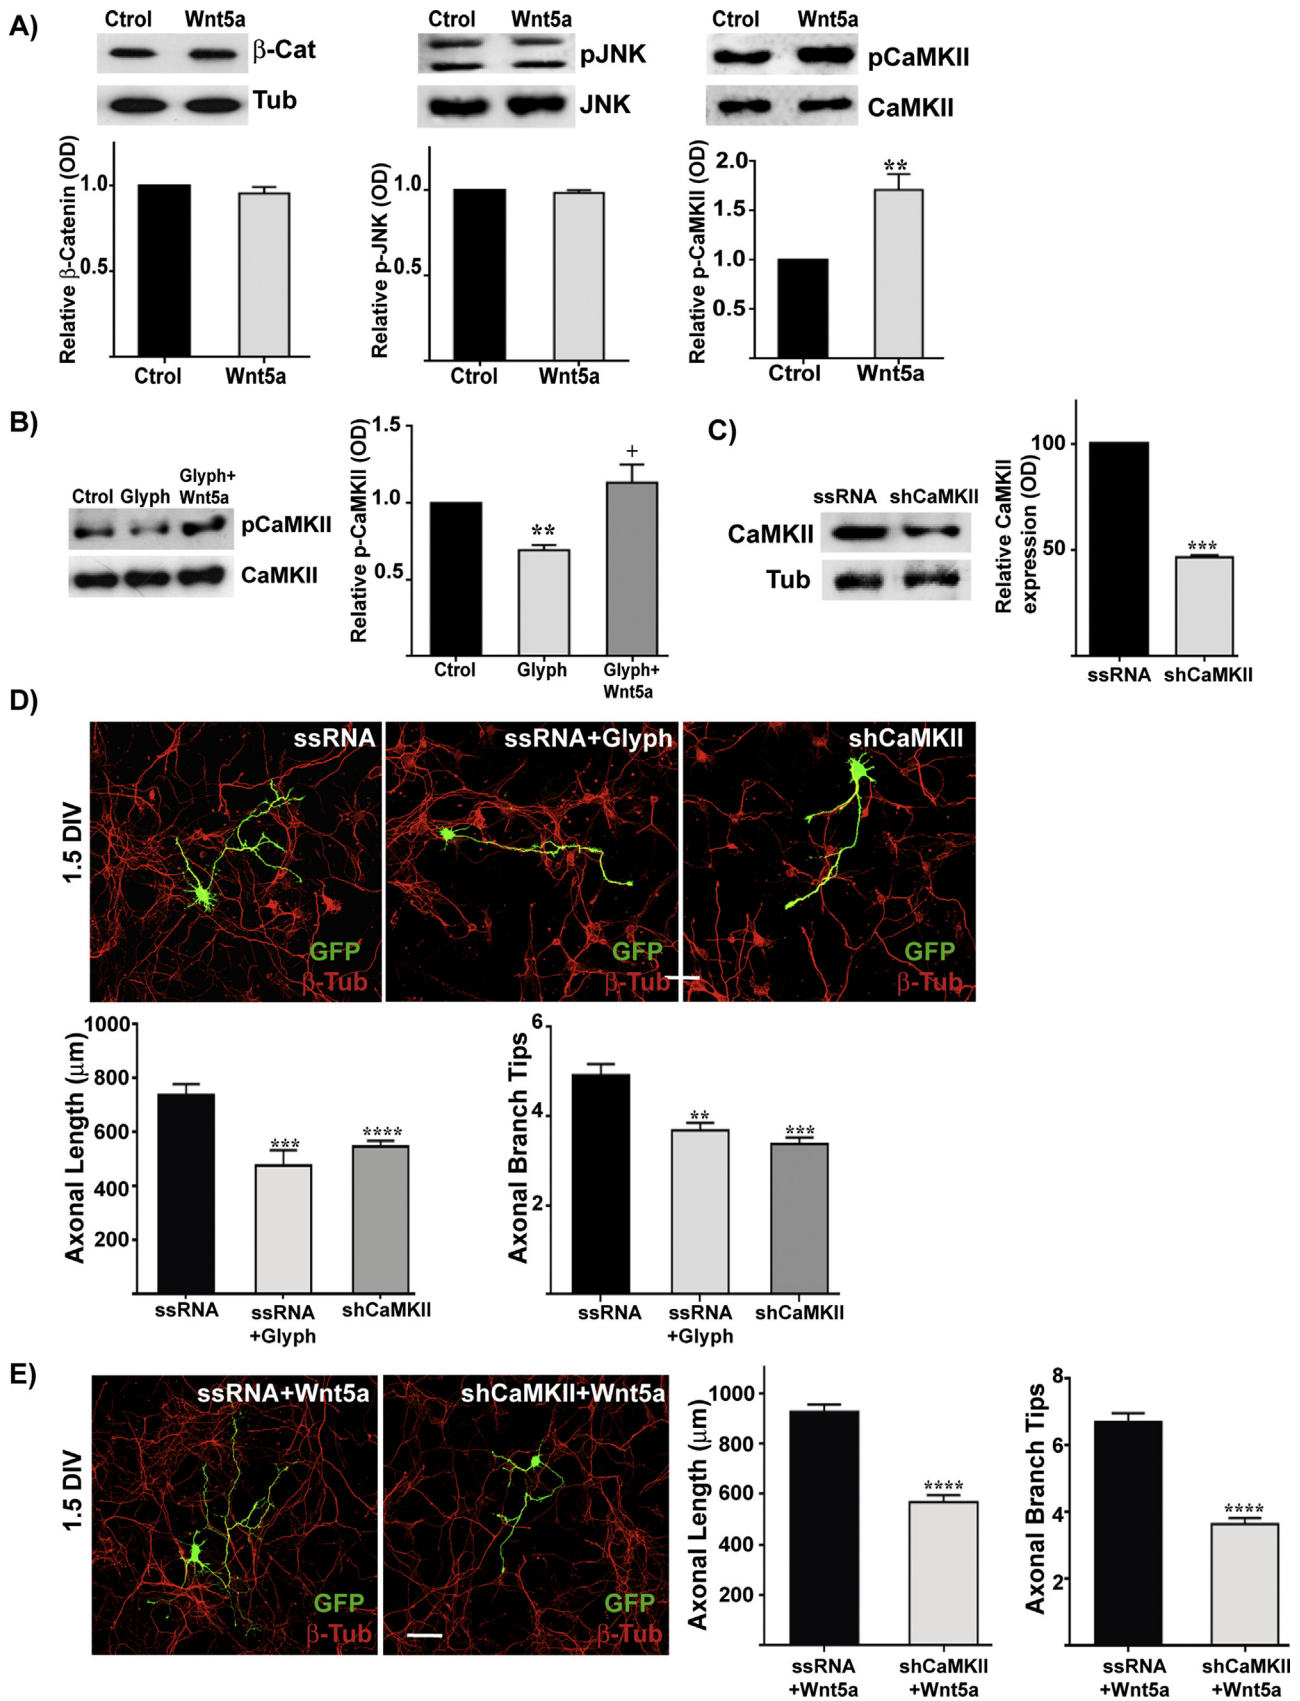 A)
Ctrol Wnt5a
β-Cat
Tub
Relative β-Catenin (OD)
1.0
0.5
Ctrol Wnt5a
Ctrol Wnt5a
pJNK
JNK
Relative p-JNK (OD)
1.0
0.5
Ctrol Wnt5a
Ctrol Wnt5a
pCaMKII
CaMKII
Relative p-CaMKII (OD)
2.0
1.5
1.0
0.5
**
Ctrol Wnt5a
B)
Ctrol Glyph Glyph+
Wnt5a
pCaMKII
CaMKII
Relative p-CaMKII (OD)
1.5
1.0
0.5
**
+
Ctrol Glyph Glyph+
Wnt5a
C)
ssRNA shCaMKII
CaMKII
Tub
Relative CaMKII
expression (OD)
100
50
***
ssRNA shCaMKII
D)
1.5 DIV
ssRNA
GFP
β-Tub
ssRNA+Glyph
GFP
β-Tub
shCaMKII
GFP
β-Tub
Axonal Length (µm)
1000
800
600
400
200
***
****
ssRNA ssRNA
+Glyph
shCaMKII
Axonal Branch Tips
6
4
2
**
***
ssRNA ssRNA
+Glyph
shCaMKII
E)
1.5 DIV
ssRNA+Wnt5a
GFP
β-Tub
shCaMKII+Wnt5a
GFP
β-Tub
Axonal Length (µm)
1000
800
600
400
200
****
ssRNA
+Wnt5a
shCaMKII
+Wnt5a
Axonal Branch Tips
8
6
4
2
****
ssRNA
+Wnt5a
shCaMKII
+Wnt5a